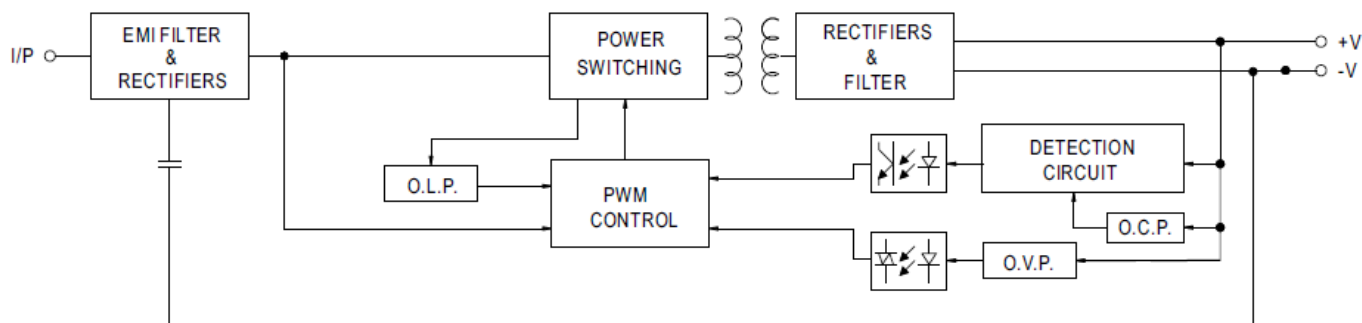 I/P
EMI FILTER
&
RECTIFIERS
POWER
SWITCHING
RECTIFIERS
&
FILTER
+V
-V
O.L.P.
PWM
CONTROL
DETECTION
CIRCUIT
O.C.P.
O.V.P.